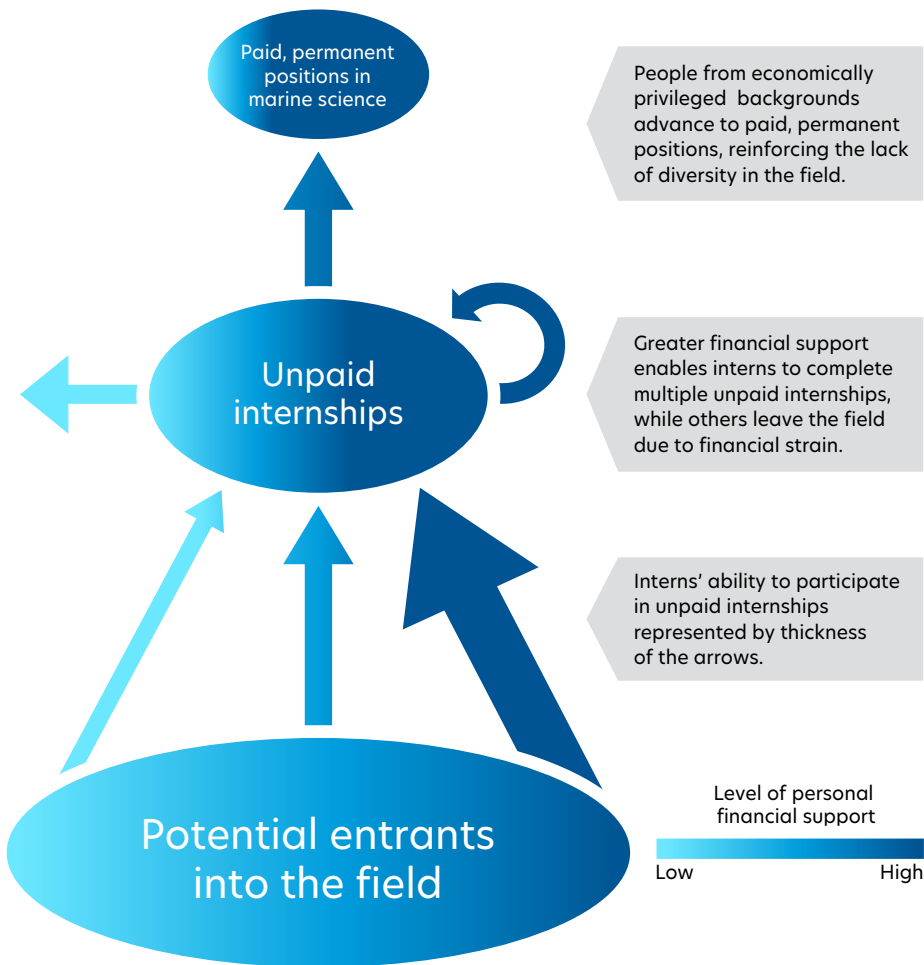 Paid, permanent
positions in
marine science
People from economically
privileged backgrounds
advance to paid, permanent
positions, reinforcing the lack
of diversity in the field.
Unpaid
internships
Greater financial support
enables interns to complete
multiple unpaid internships,
while others leave the field
due to financial strain.
Interns’ ability to participate
in unpaid internships
represented by thickness
of the arrows.
Potential entrants
into the field
Level of personal
financial support
Low
High